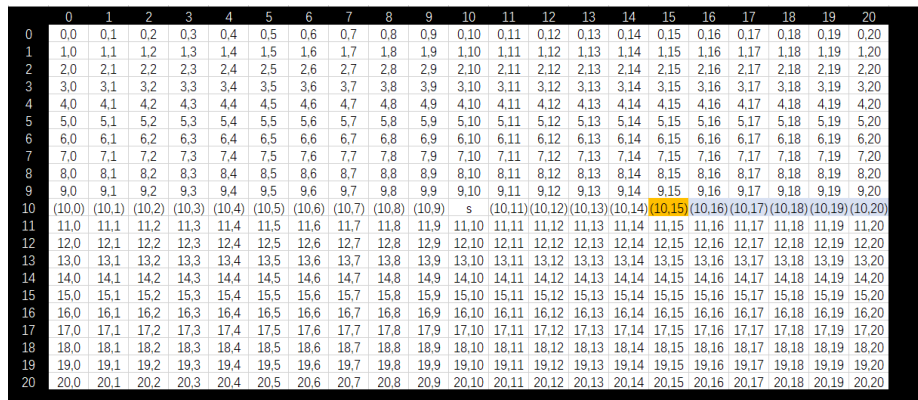 0 1 2 3 4 5 6 7 8 9 10 11 12 13 14 15 16 17 18 19 20
0 0,0 0,1 0,2 0,3 0,4 0,5 0,6 0,7 0,8 0,9 0,10 0,11 0,12 0,13 0,14 0,15 0,16 0,17 0,18 0,19 0,20
1 1,0 1,1 1,2 1,3 1,4 1,5 1,6 1,7 1,8 1,9 1,10 1,11 1,12 1,13 1,14 1,15 1,16 1,17 1,18 1,19 1,20
2 2,0 2,1 2,2 2,3 2,4 2,5 2,6 2,7 2,8 2,9 2,10 2,11 2,12 2,13 2,14 2,15 2,16 2,17 2,18 2,19 2,20
3 3,0 3,1 3,2 3,3 3,4 3,5 3,6 3,7 3,8 3,9 3,10 3,11 3,12 3,13 3,14 3,15 3,16 3,17 3,18 3,19 3,20
4 4,0 4,1 4,2 4,3 4,4 4,5 4,6 4,7 4,8 4,9 4,10 4,11 4,12 4,13 4,14 4,15 4,16 4,17 4,18 4,19 4,20
5 5,0 5,1 5,2 5,3 5,4 5,5 5,6 5,7 5,8 5,9 5,10 5,11 5,12 5,13 5,14 5,15 5,16 5,17 5,18 5,19 5,20
6 6,0 6,1 6,2 6,3 6,4 6,5 6,6 6,7 6,8 6,9 6,10 6,11 6,12 6,13 6,14 6,15 6,16 6,17 6,18 6,19 6,20
7 7,0 7,1 7,2 7,3 7,4 7,5 7,6 7,7 7,8 7,9 7,10 7,11 7,12 7,13 7,14 7,15 7,16 7,17 7,18 7,19 7,20
8 8,0 8,1 8,2 8,3 8,4 8,5 8,6 8,7 8,8 8,9 8,10 8,11 8,12 8,13 8,14 8,15 8,16 8,17 8,18 8,19 8,20
9 9,0 9,1 9,2 9,3 9,4 9,5 9,6 9,7 9,8 9,9 9,10 9,11 9,12 9,13 9,14 9,15 9,16 9,17 9,18 9,19 9,20
10 (10,0) (10,1) (10,2) (10,3) (10,4) (10,5) (10,6) (10,7) (10,8) (10,9) s (10,11) (10,12) (10,13) (10,14) (10,15) (10,16) (10,17) (10,18) (10,19) (10,20)
11 11,0 11,1 11,2 11,3 11,4 11,5 11,6 11,7 11,8 11,9 11,10 11,11 11,12 11,13 11,14 11,15 11,16 11,17 11,18 11,19 11,20
12 12,0 12,1 12,2 12,3 12,4 12,5 12,6 12,7 12,8 12,9 12,10 12,11 12,12 12,13 12,14 12,15 12,16 12,17 12,18 12,19 12,20
13 13,0 13,1 13,2 13,3 13,4 13,5 13,6 13,7 13,8 13,9 13,10 13,11 13,12 13,13 13,14 13,15 13,16 13,17 13,18 13,19 13,20
14 14,0 14,1 14,2 14,3 14,4 14,5 14,6 14,7 14,8 14,9 14,10 14,11 14,12 14,13 14,14 14,15 14,16 14,17 14,18 14,19 14,20
15 15,0 15,1 15,2 15,3 15,4 15,5 15,6 15,7 15,8 15,9 15,10 15,11 15,12 15,13 15,14 15,15 15,16 15,17 15,18 15,19 15,20
16 16,0 16,1 16,2 16,3 16,4 16,5 16,6 16,7 16,8 16,9 16,10 16,11 16,12 16,13 16,14 16,15 16,16 16,17 16,18 16,19 16,20
17 17,0 17,1 17,2 17,3 17,4 17,5 17,6 17,7 17,8 17,9 17,10 17,11 17,12 17,13 17,14 17,15 17,16 17,17 17,18 17,19 17,20
18 18,0 18,1 18,2 18,3 18,4 18,5 18,6 18,7 18,8 18,9 18,10 18,11 18,12 18,13 18,14 18,15 18,16 18,17 18,18 18,19 18,20
19 19,0 19,1 19,2 19,3 19,4 19,5 19,6 19,7 19,8 19,9 19,10 19,11 19,12 19,13 19,14 19,15 19,16 19,17 19,18 19,19 19,20
20 20,0 20,1 20,2 20,3 20,4 20,5 20,6 20,7 20,8 20,9 20,10 20,11 20,12 20,13 20,14 20,15 20,16 20,17 20,18 20,19 20,20